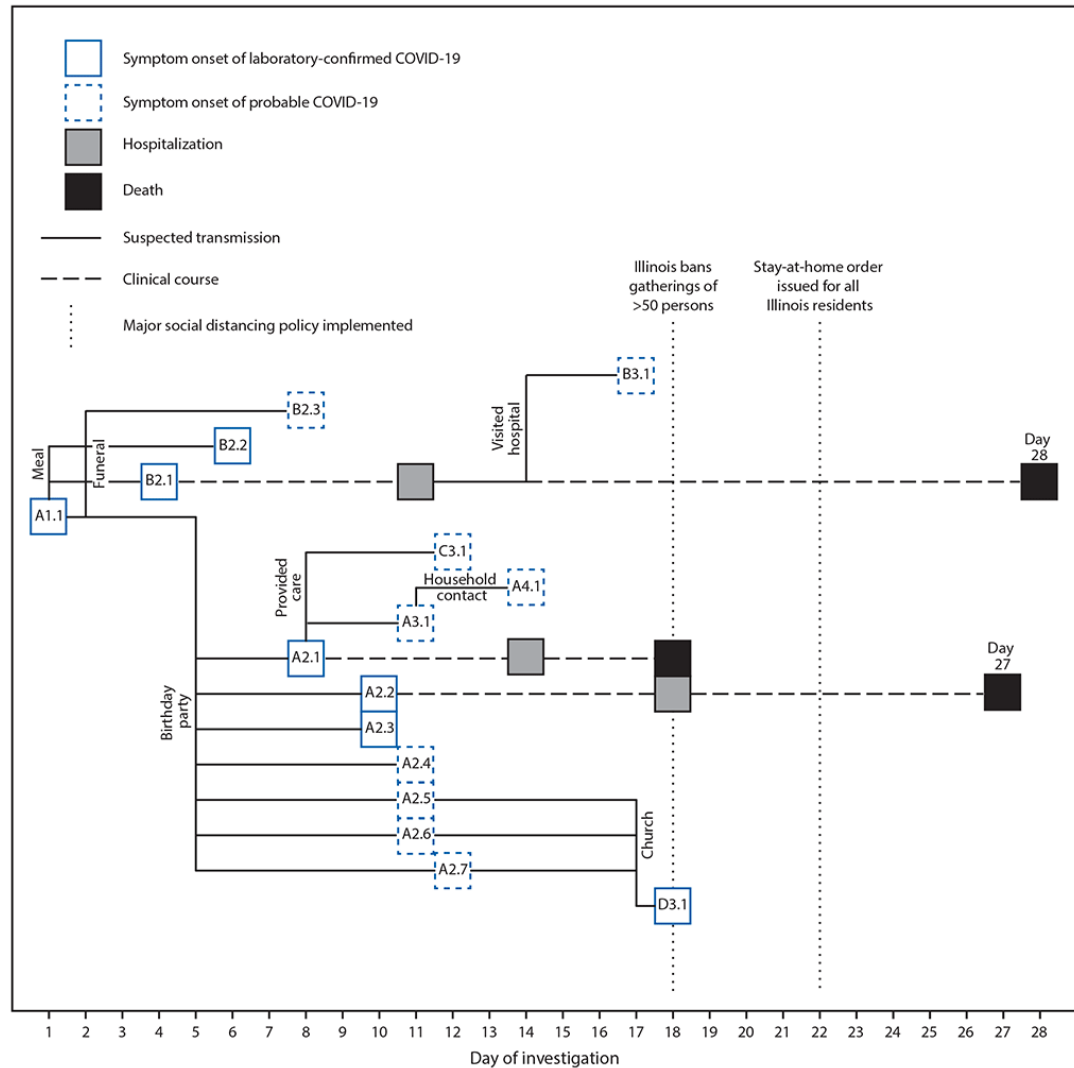 Symptom onset of laboratory-confirmed COVID-19
Symptom onset of probable COVID-19
Hospitalization
Death
Suspected transmission
Clinical course
Major social distancing policy implemented
Illinois bans
gatherings of
>50 persons
Stay-at-home order
issued for all
Illinois residents
B3.1
Visited
hospital
B2.3
B2.2
Meal
Funeral
B2.1
Day
28
A1.1
C3.1
Provided
care
Household
contact
A4.1
A3.1
A2.1
Day
27
A2.2
Birthday
party
A2.3
A2.4
A2.5
A2.6
Church
A2.7
D3.1
1 2 3 4 5 6 7 8 9 10 11 12 13 14 15 16 17 18 19 20 21 22 23 24 25 26 27 28
Day of investigation